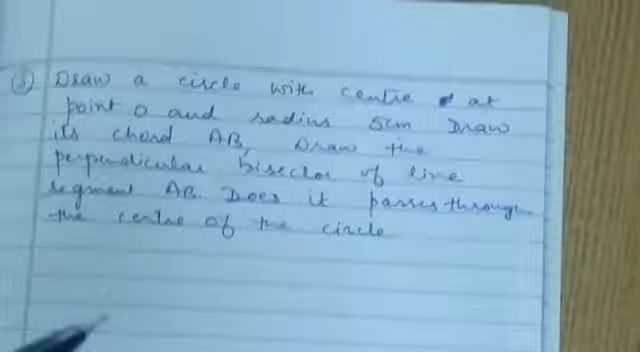 3) Draw a circle with centre at
point O and radius 5cm Draw
its chord AB, Draw the
perpendicular bisector of line
segment AB. Does it passes through
the centre of the circle